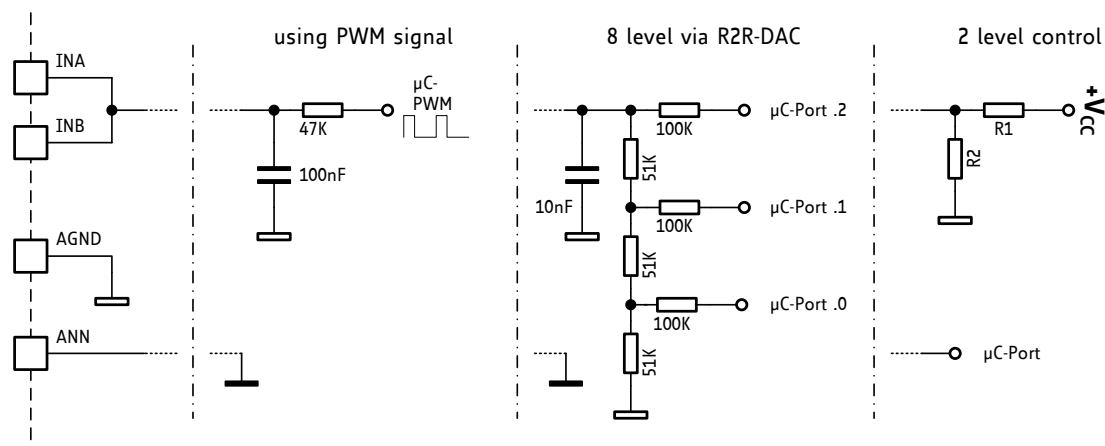 using PWM signal
8 level via R2R-DAC
2 level control
INA
INB
AGND
ANN
µC-
PWM
47K
100nF
10nF
100K
µC-Port .2
51K
100K
µC-Port .1
51K
100K
µC-Port .0
51K
R1
+VCC
R2
µC-Port